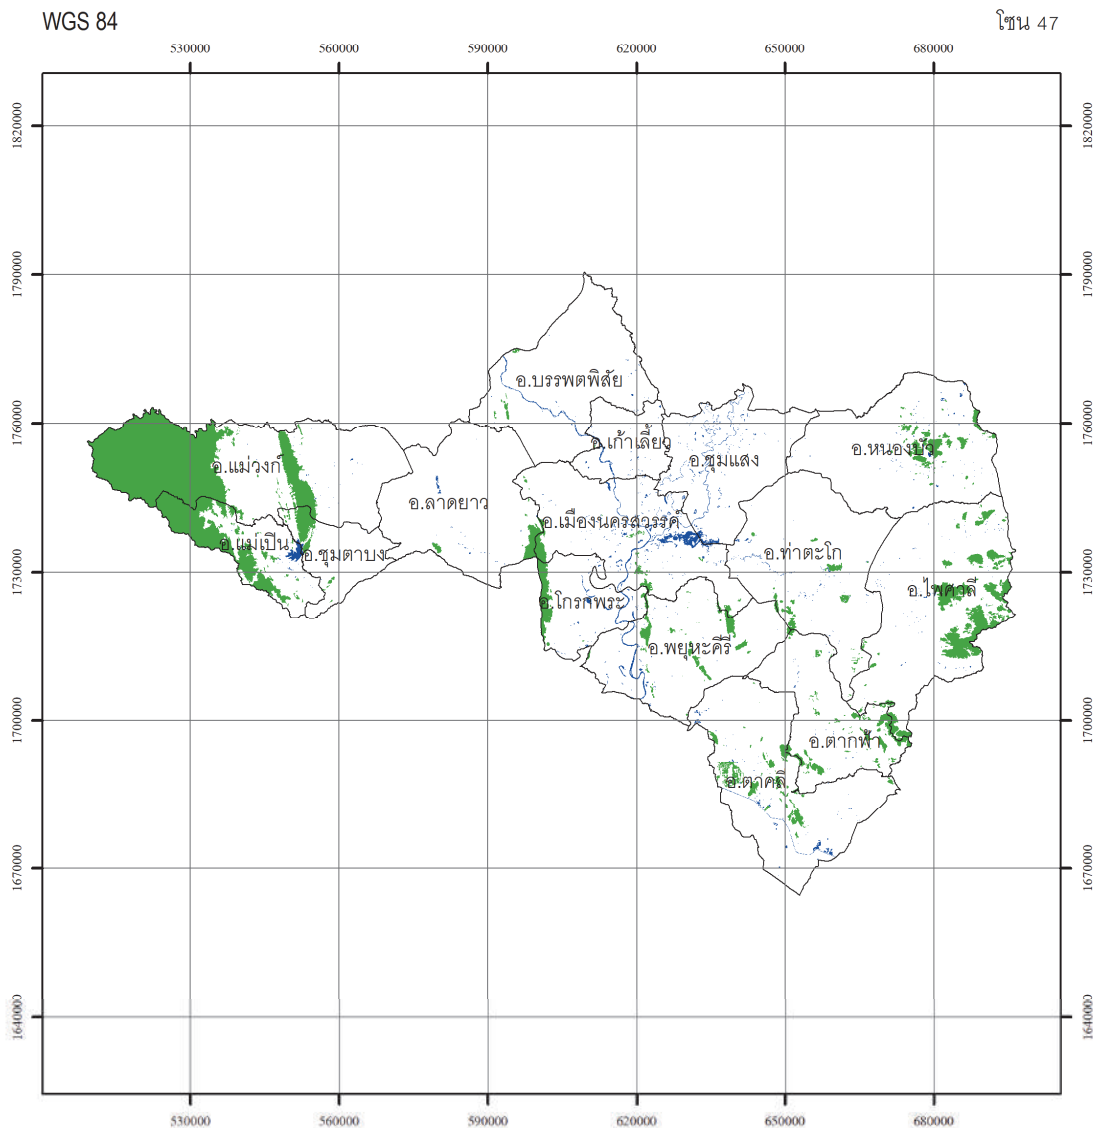 WGS 84
โซน 47
530000 560000 590000 620000 650000 680000
1820000 1820000
1790000 1790000
1760000 1760000
1730000 1730000
1700000 1700000
1670000 1670000
1640000 1640000
อ.บรรพตพิสัย
อ.เก้าเลี้ยว
อ.ชุมแสง
อ.หนองบัว
อ.แม่วงก์
อ.ลาดยาว
อ.เมืองนครสวรรค์
อ.แม่เปิน
อ.ชุมตาบง
อ.ท่าตะโก
อ.ไพศาลี
อ.โกรกพระ
อ.พยุหะคีรี
อ.ตากฟ้า
อ.ตาคลี
530000 560000 590000 620000 650000 680000